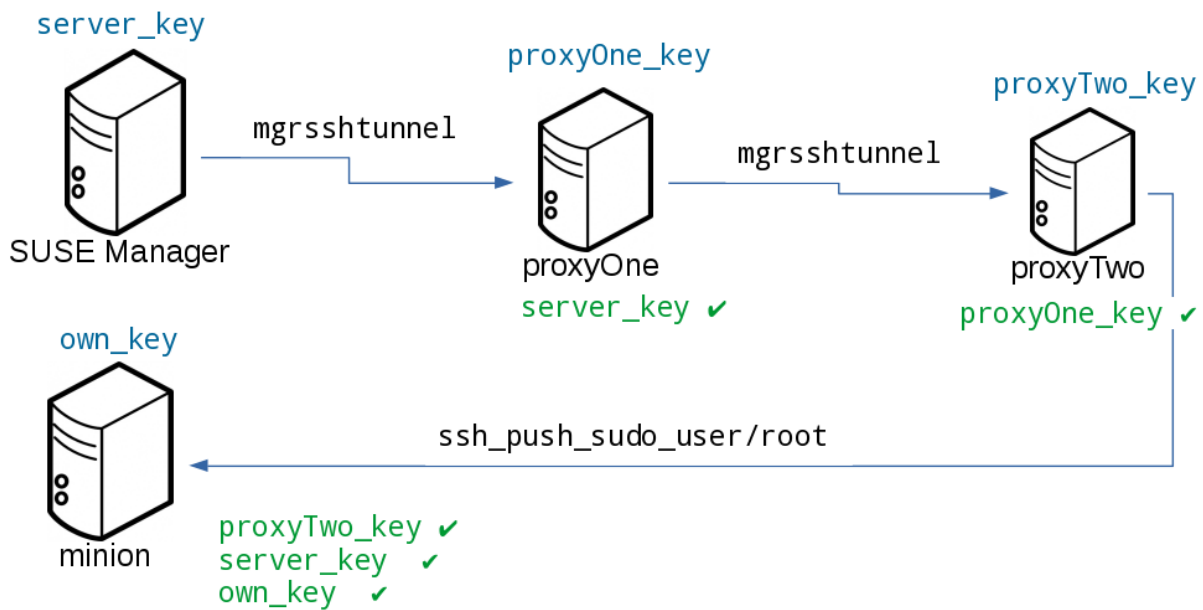 server_key
proxyOne_key
proxyTwo_key
mgrsshtunnel
mgrsshtunnel
SUSE Manager
proxyOne
proxyTwo
server_key ✔
proxyOne_key ✔
own_key
ssh_push_sudo_user/root
minion
proxyTwo_key ✔
server_key ✔
own_key ✔